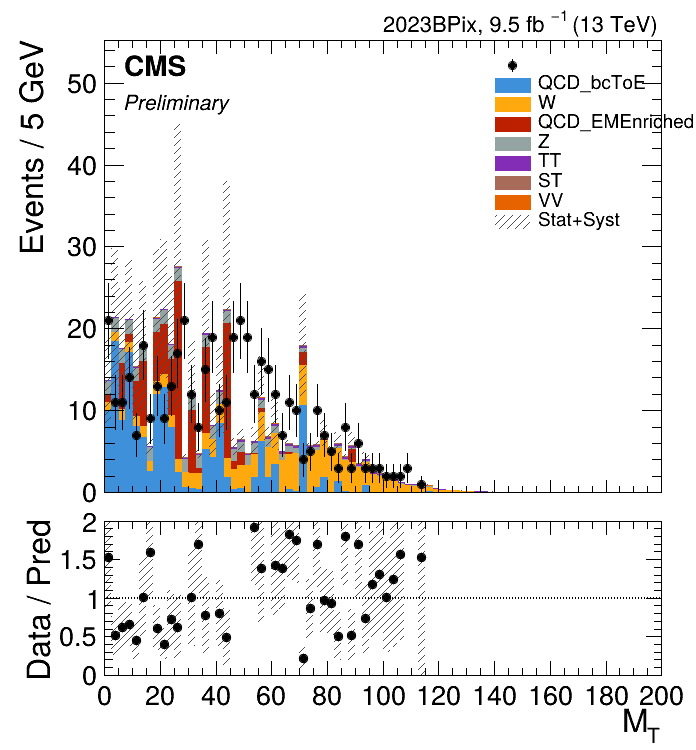 2023BPix, 9.5 fb⁻¹ (13 TeV)
CMS
Preliminary
QCD_bcToE
W
QCD_EMEnriched
Z
TT
ST
VV
Stat+Syst
Events / 5 GeV
50
40
30
20
10
0
Data / Pred
2
1.5
1
0.5
0
0 20 40 60 80 100 120 140 160 180 200
M_T